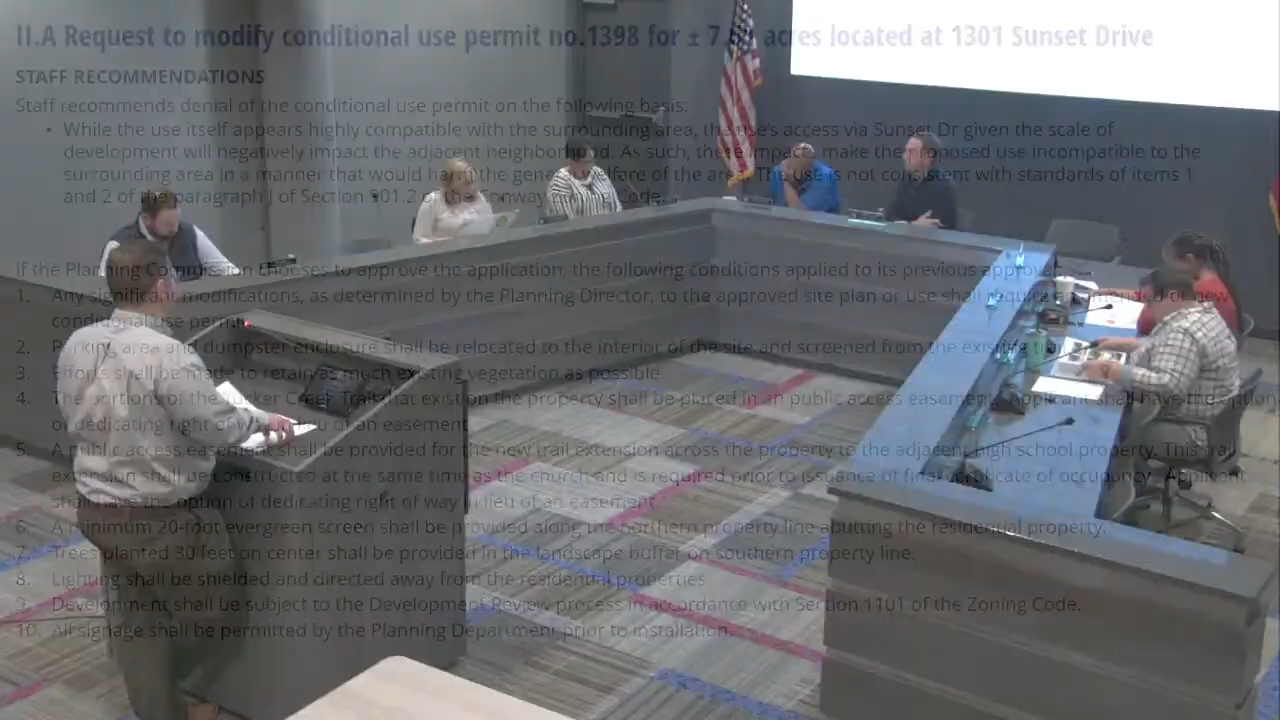 II.A Request to modify conditional use permit no.1398 for ± 7. acres located at 1301 Sunset Drive
STAFF RECOMMENDATIONS
Staff recommends denial of the conditional use permit on the following basis:
• While the use itself appears highly compatible with the surrounding area, the use's access via Sunset Dr given the scale of
development will negatively impact the adjacent neighborhood. As such, these impacts make the proposed use incompatible to the
surrounding area in a manner that would harm the general welfare of the area. This is not consistent with standards of items 1
and 2 of paragraph J of Section 901.2 of the Conway Code.
If the Planning Commission chooses to approve the application, the following conditions applied to its previous approval
1. Any significant modifications, as determined by the Planning Director, to the approved site plan or use shall require an amended or new
conditional use permit.
2. Parking area and dumpster enclosure shall be relocated to the interior of the site and screened from the existing
3. Efforts shall be made to retain as much existing vegetation as possible
4. The portions of the Tucker Creek Trail that exist on the property shall be placed in a public access easement. Applicant shall have the option
of dedicating right of way in lieu of an easement.
5. A public access easement shall be provided for the new trail extension across the property to the adjacent high school property. This trail
extension shall be constructed at the same time as the church and is required prior to issuance of final certificate of occupancy. Applicant
shall have the option of dedicating right of way in lieu of an easement.
6. A minimum 20-foot evergreen screen shall be provided along the northern property line abutting the residential property.
7. Trees planted 30 feet on center shall be provided in the landscape buffer on southern property line.
8. Lighting shall be shielded and directed away from the residential properties
9. Development shall be subject to the Development Review process in accordance with Section 1101 of the Zoning Code.
10. All signage shall be permitted by the Planning Department prior to installation.